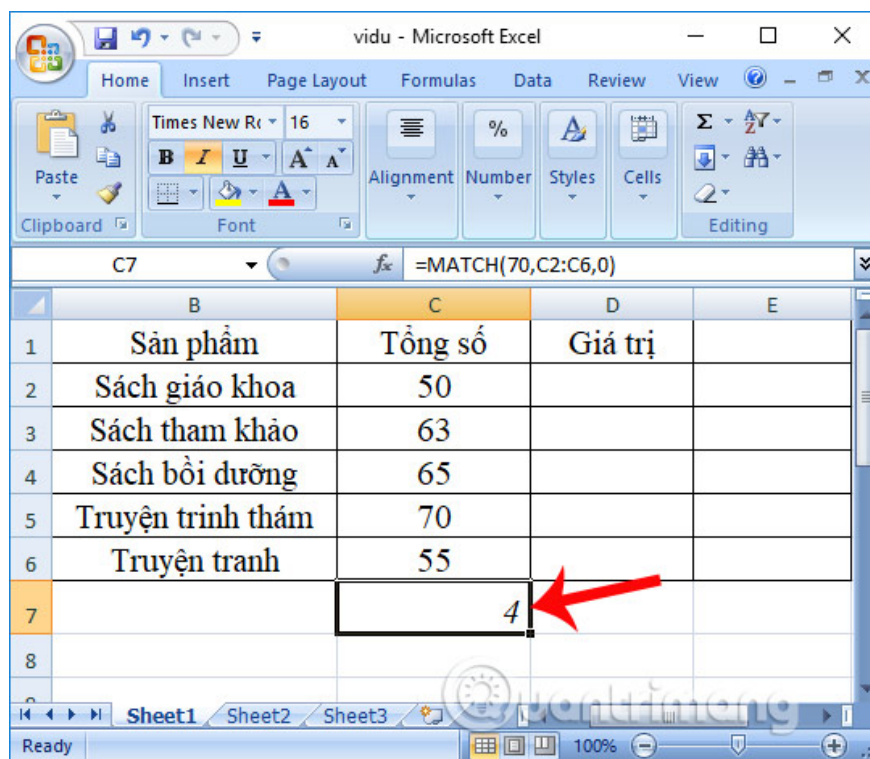 vidu - Microsoft Excel
Home Insert Page Layout Formulas Data Review View
Times New Ro 16
B I U A A
Paste
Alignment Number Styles Cells
Clipboard Font Editing
C7 fx =MATCH(70,C2:C6,0)
B C D E
1 Sản phẩm Tổng số Giá trị
2 Sách giáo khoa 50
3 Sách tham khảo 63
4 Sách bồi dưỡng 65
5 Truyện trinh thám 70
6 Truyện tranh 55
7 4
8
Quantrimang
Sheet1 Sheet2 Sheet3
Ready 100%